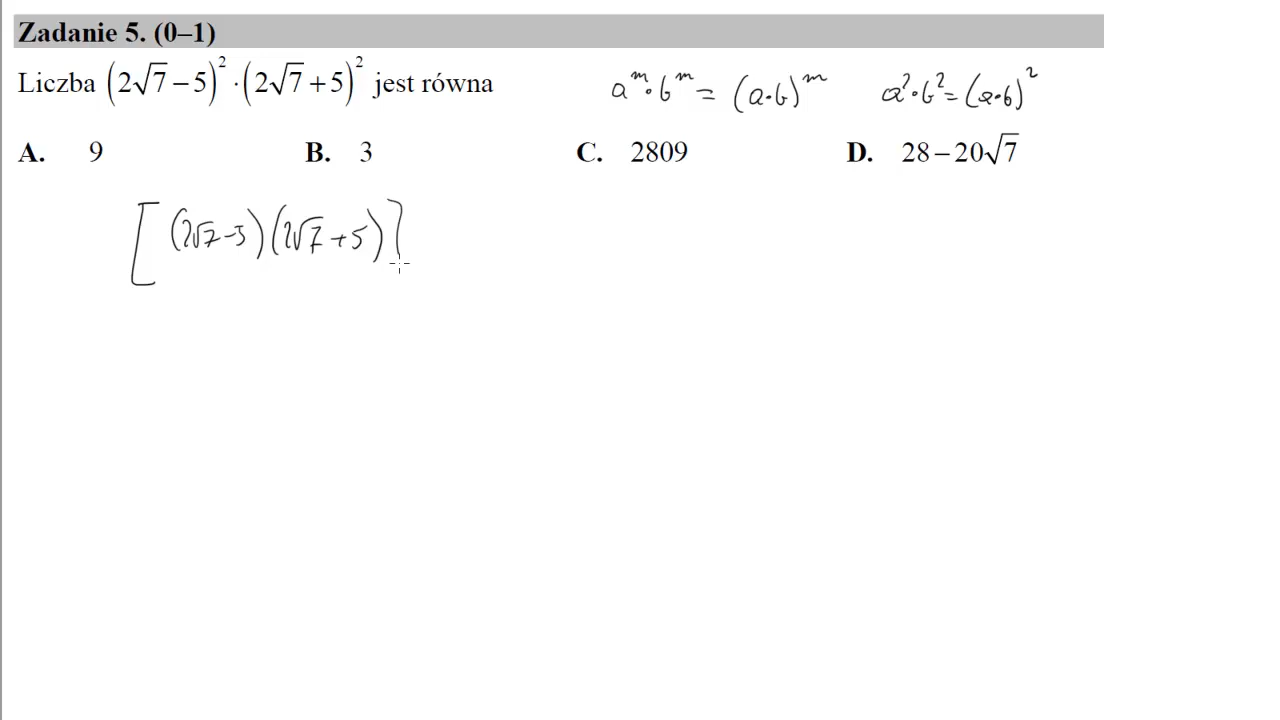 Zadanie 5. (0–1)
Liczba (2√7 − 5)² · (2√7 + 5)² jest równa
aᵐ · bᵐ = (a·b)ᵐ a² · b² = (a·b)²
A. 9 B. 3 C. 2809 D. 28 − 20√7
[(2√7 − 5)(2√7 + 5)]